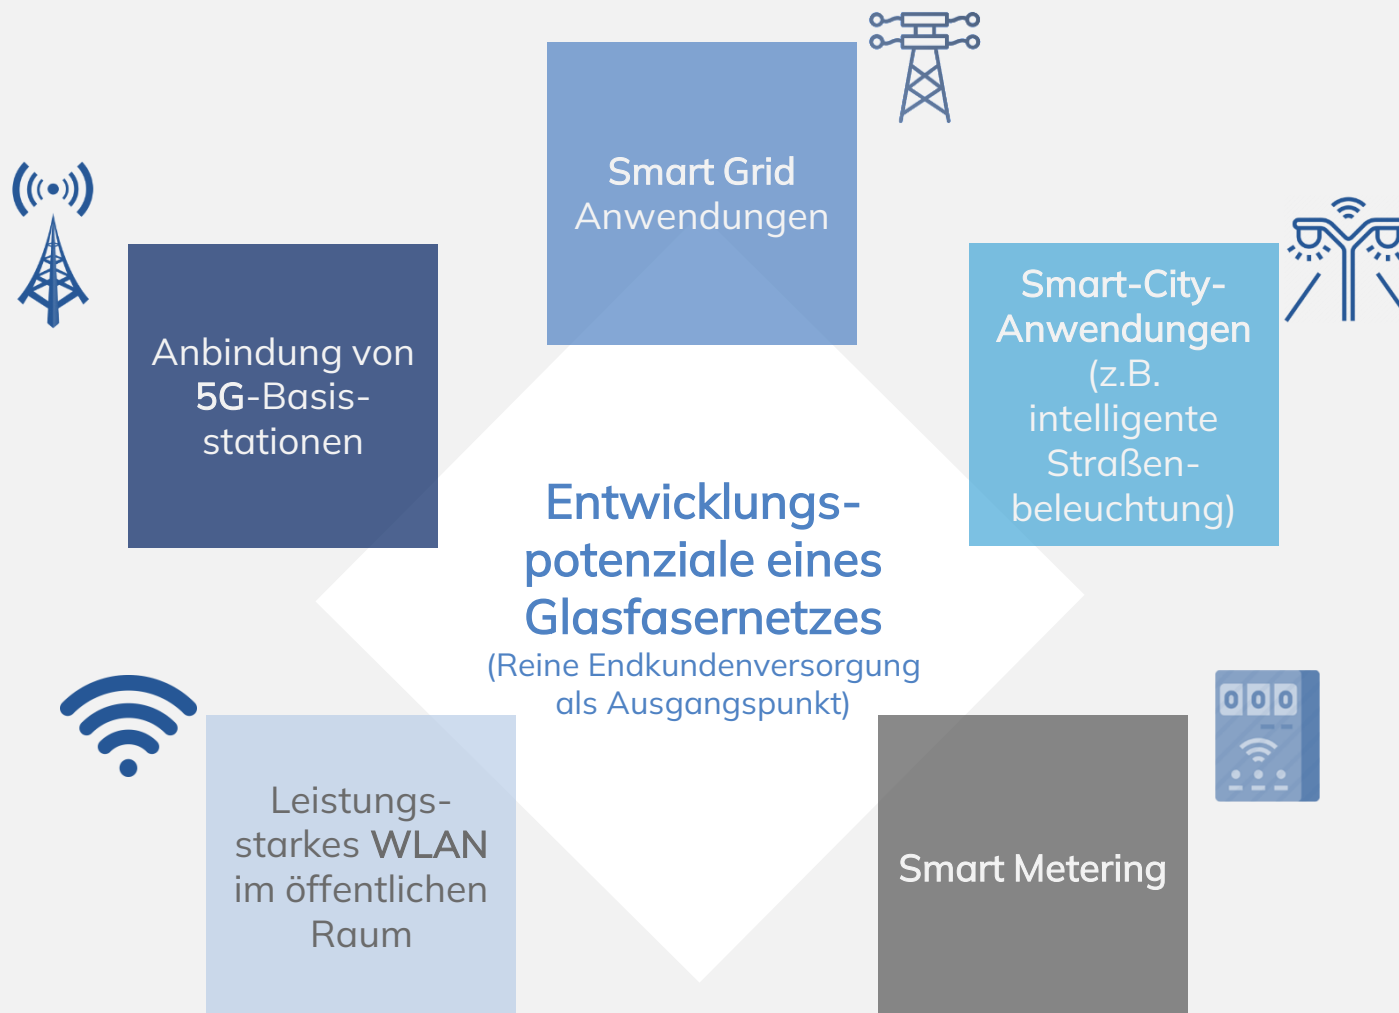 Smart Grid
Anwendungen
Anbindung von
5G-Basis-
stationen
Smart-City-
Anwendungen
(z.B.
intelligente
Straßen-
beleuchtung)
Entwicklungs-
potenziale eines
Glasfasernetzes
(Reine Endkundenversorgung
als Ausgangspunkt)
Leistungs-
starkes WLAN
im öffentlichen
Raum
Smart Metering
000